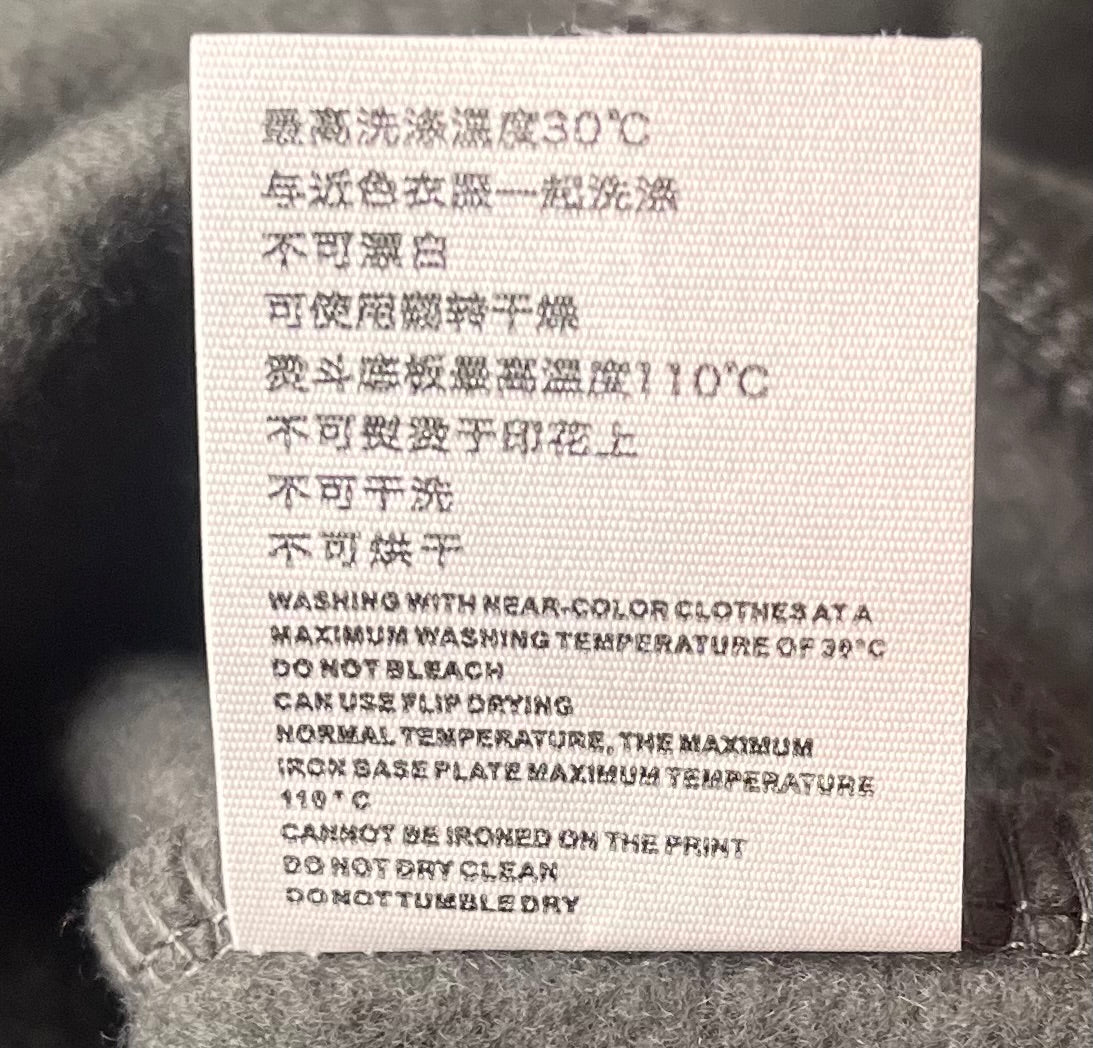 最高洗涤温度30℃
与近色衣服一起洗涤
不可漂白
可使用翻转干燥
熨斗底板最高温度110℃
不可熨烫于印花上
不可干洗
不可烘干
WASHING WITH NEAR-COLOR CLOTHES AT A
MAXIMUM WASHING TEMPERATURE OF 30°C
DO NOT BLEACH
CAN USE FLIP DRYING
NORMAL TEMPERATURE, THE MAXIMUM
IRON BASE PLATE MAXIMUM TEMPERATURE
110°C
CANNOT BE IRONED ON THE PRINT
DO NOT DRY CLEAN
DO NOT TUMBLE DRY